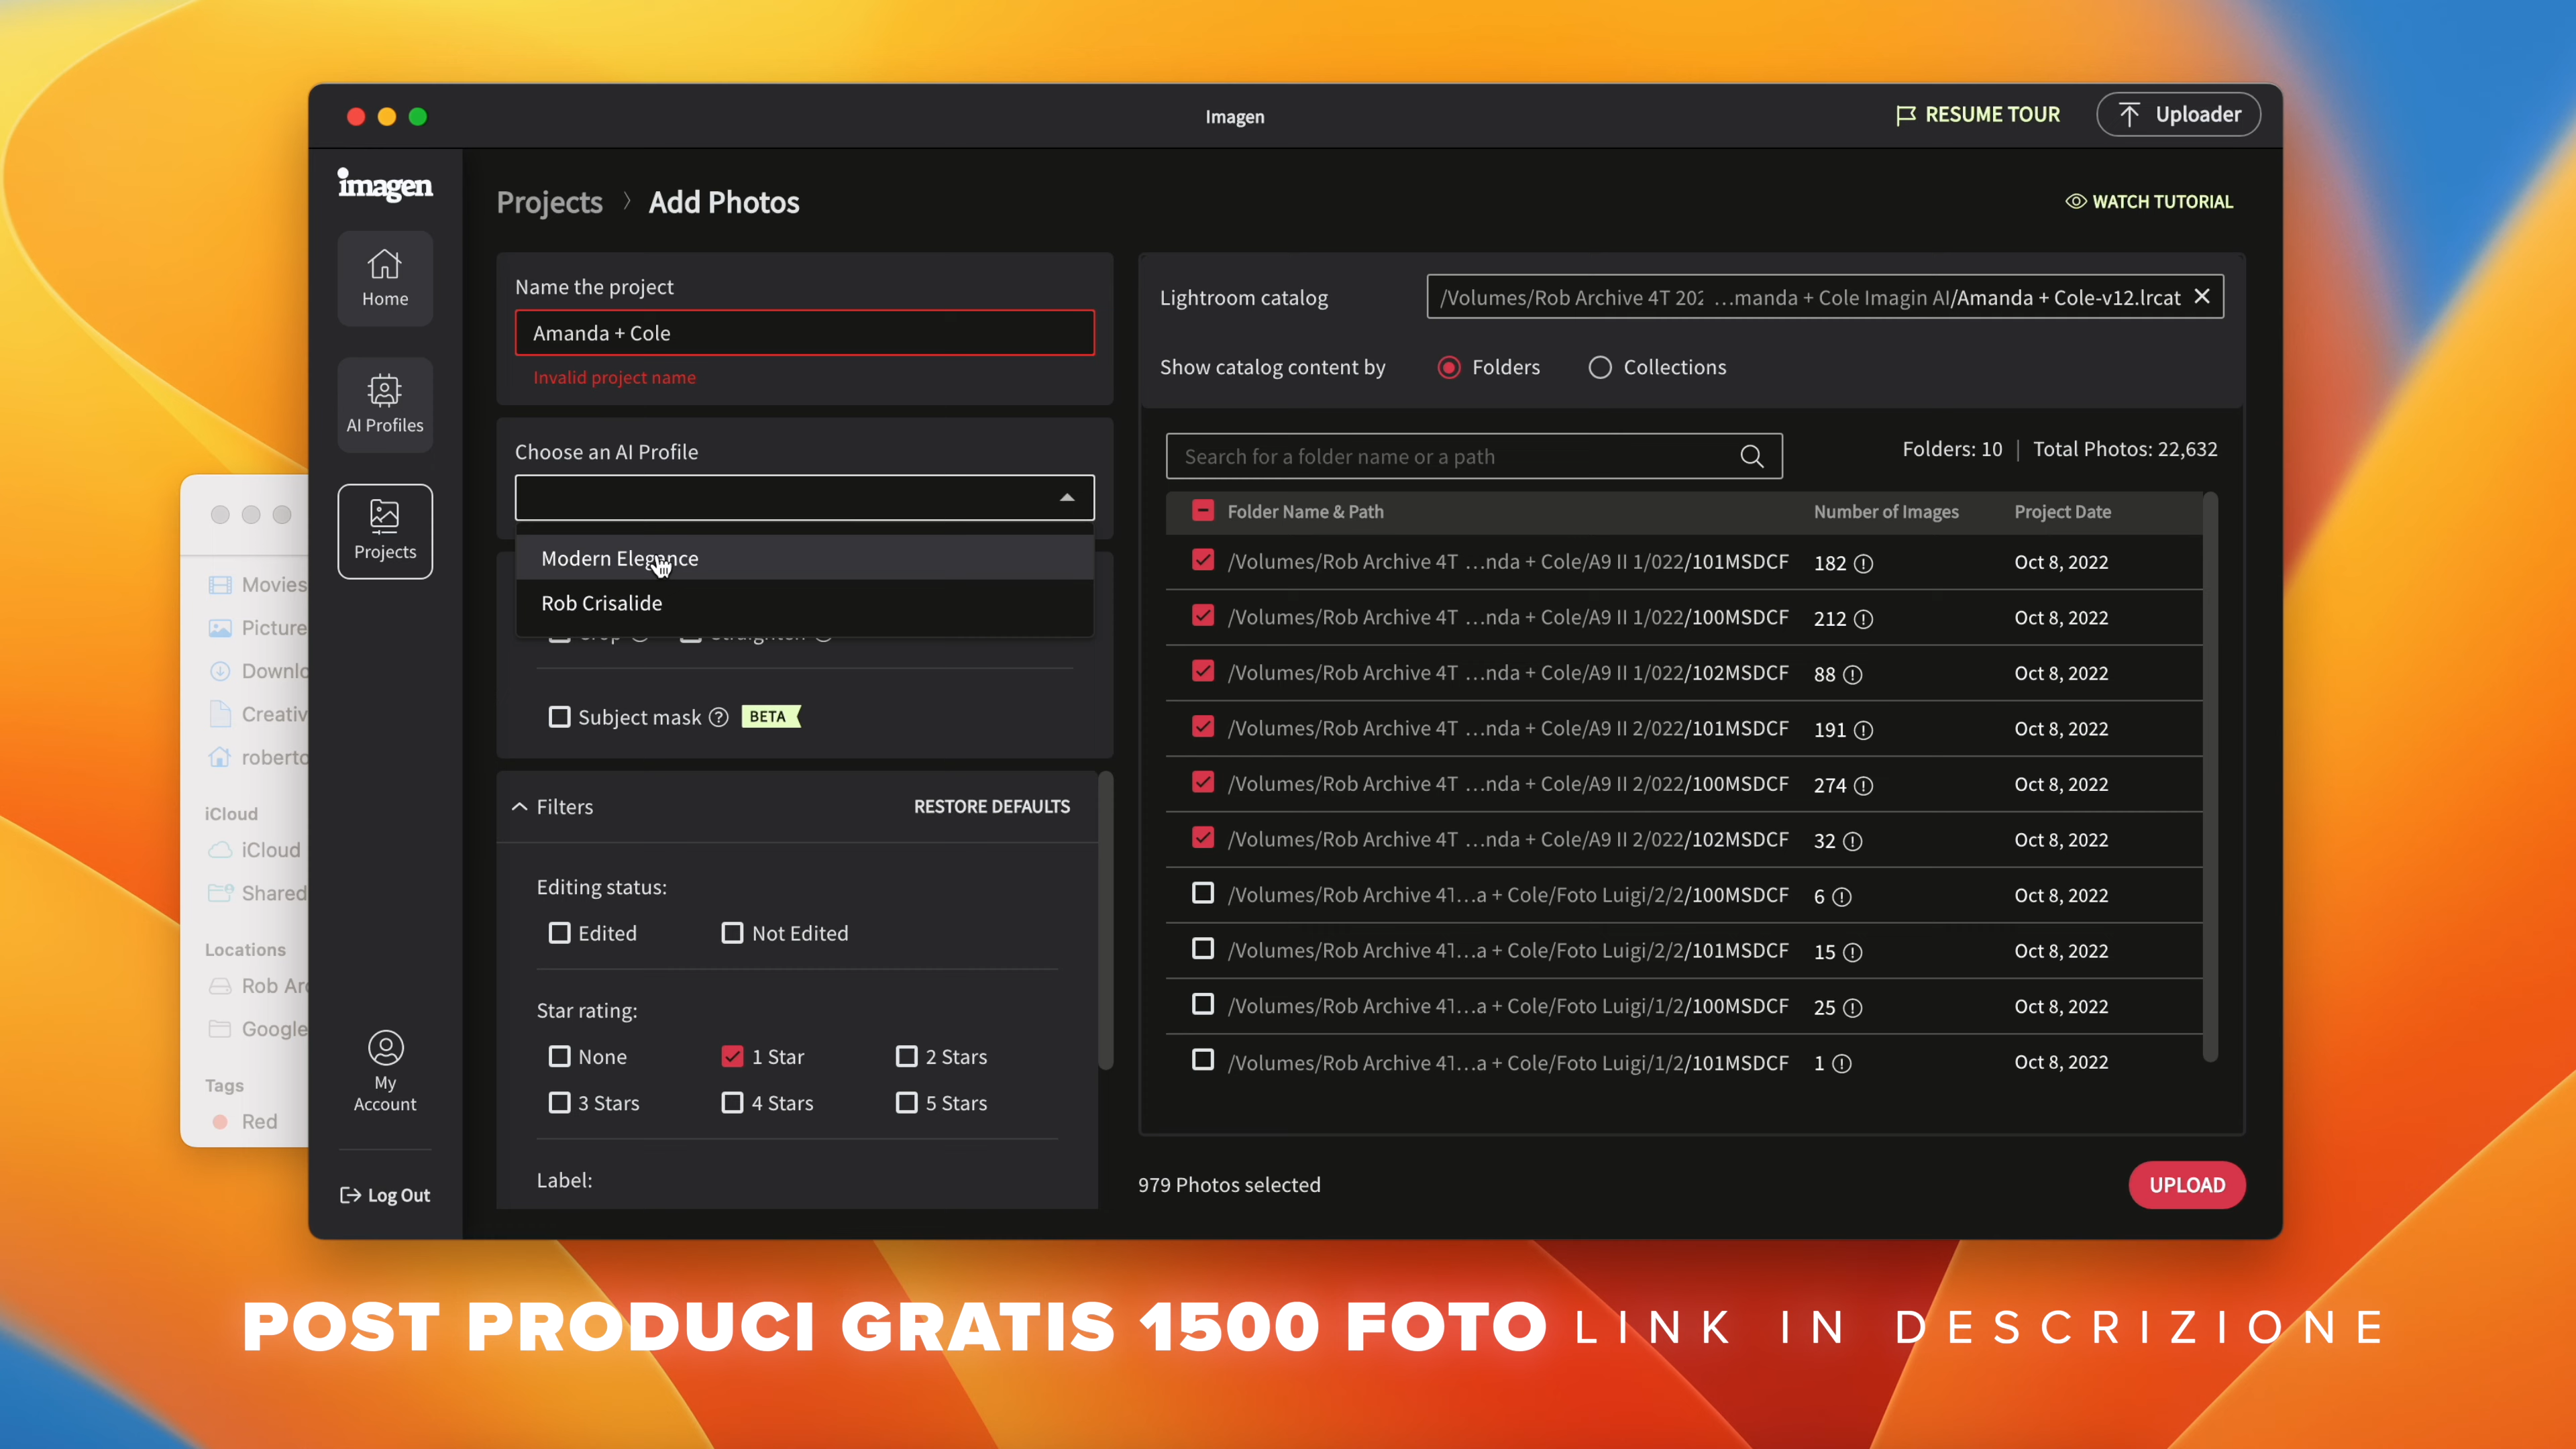 Imagen
RESUME TOUR
Uploader
imagen
Home
AI Profiles
Projects
My
Account
Log Out
Projects > Add Photos
WATCH TUTORIAL
Name the project
Amanda + Cole
Invalid project name
Choose an AI Profile
Modern Elegance
Rob Crisalide
Subject mask ? BETA
Filters
RESTORE DEFAULTS
Editing status:
Edited Not Edited
Star rating:
None 1 Star 2 Stars
3 Stars 4 Stars 5 Stars
Label:
Lightroom catalog
/Volumes/Rob Archive 4T 202 ...manda + Cole Imagin AI/Amanda + Cole-v12.lrcat
Show catalog content by Folders Collections
Search for a folder name or a path
Folders: 10 | Total Photos: 22,632
Folder Name & Path Number of Images Project Date
/Volumes/Rob Archive 4T ...nda + Cole/A9 II 1/022/101MSDCF 182 Oct 8, 2022
/Volumes/Rob Archive 4T ...nda + Cole/A9 II 1/022/100MSDCF 212 Oct 8, 2022
/Volumes/Rob Archive 4T ...nda + Cole/A9 II 1/022/102MSDCF 88 Oct 8, 2022
/Volumes/Rob Archive 4T ...nda + Cole/A9 II 2/022/101MSDCF 191 Oct 8, 2022
/Volumes/Rob Archive 4T ...nda + Cole/A9 II 2/022/100MSDCF 274 Oct 8, 2022
/Volumes/Rob Archive 4T ...nda + Cole/A9 II 2/022/102MSDCF 32 Oct 8, 2022
/Volumes/Rob Archive 4T...a + Cole/Foto Luigi/2/2/100MSDCF 6 Oct 8, 2022
/Volumes/Rob Archive 4T...a + Cole/Foto Luigi/2/2/101MSDCF 15 Oct 8, 2022
/Volumes/Rob Archive 4T...a + Cole/Foto Luigi/1/2/100MSDCF 25 Oct 8, 2022
/Volumes/Rob Archive 4T...a + Cole/Foto Luigi/1/2/101MSDCF 1 Oct 8, 2022
979 Photos selected
UPLOAD
Movies
Picture
Downlo
Creativ
roberto
iCloud
iCloud
Shared
Locations
Rob Arc
Google
Tags
Red
POST PRODUCI GRATIS 1500 FOTO LINK IN DESCRIZIONE